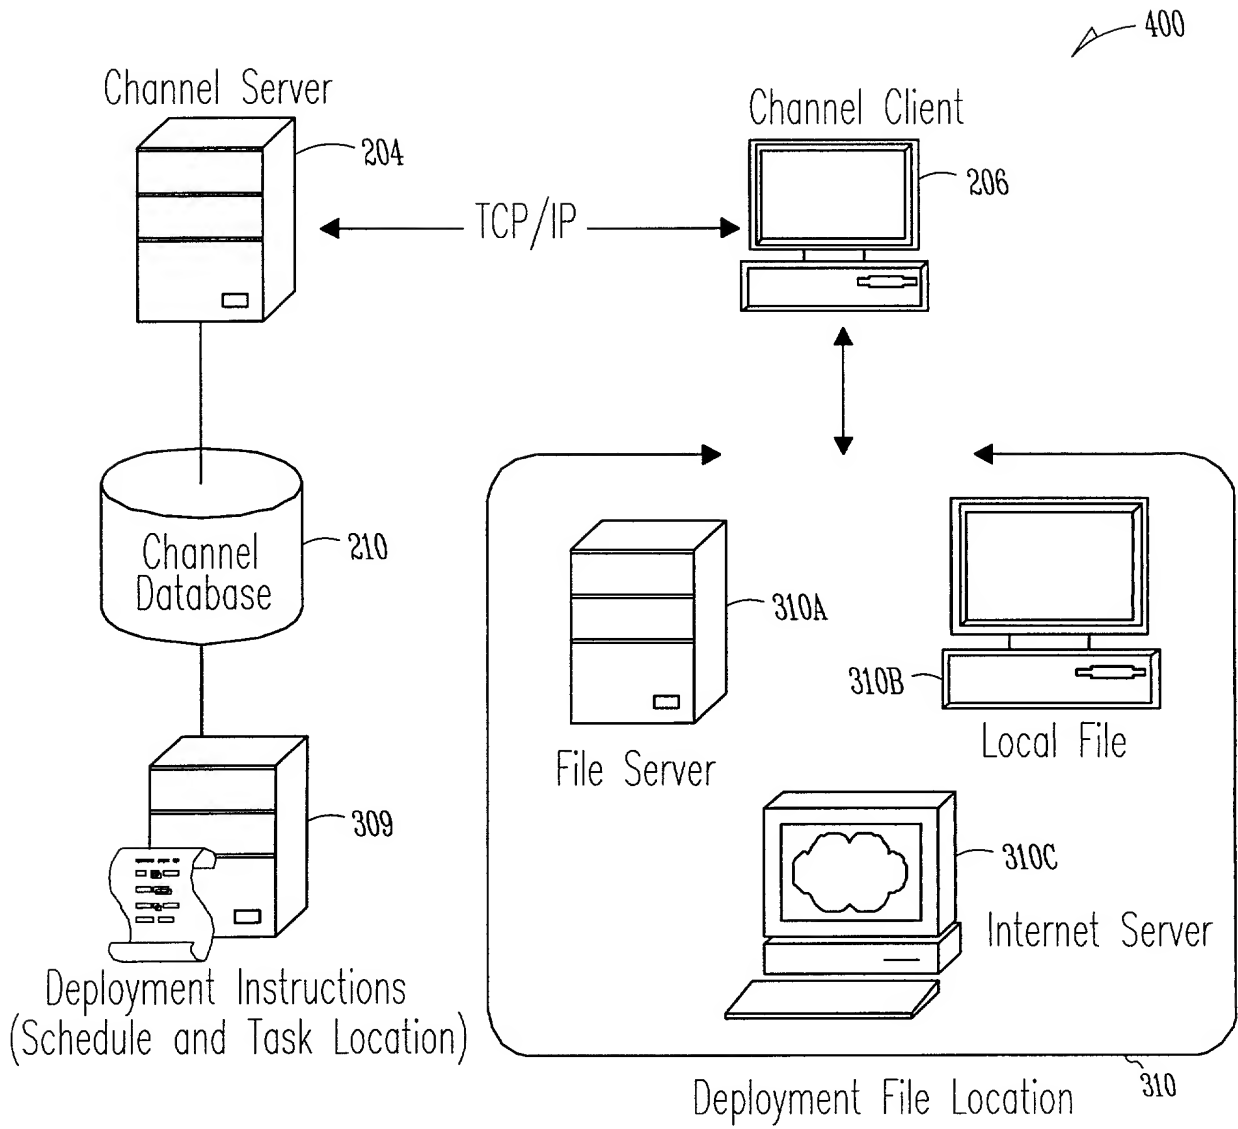 400
Channel Server
204
Channel Client
206
TCP/IP
Channel
Database
210
310A
310B
Local File
File Server
309
310C
Internet Server
Deployment Instructions
(Schedule and Task Location)
310
Deployment File Location